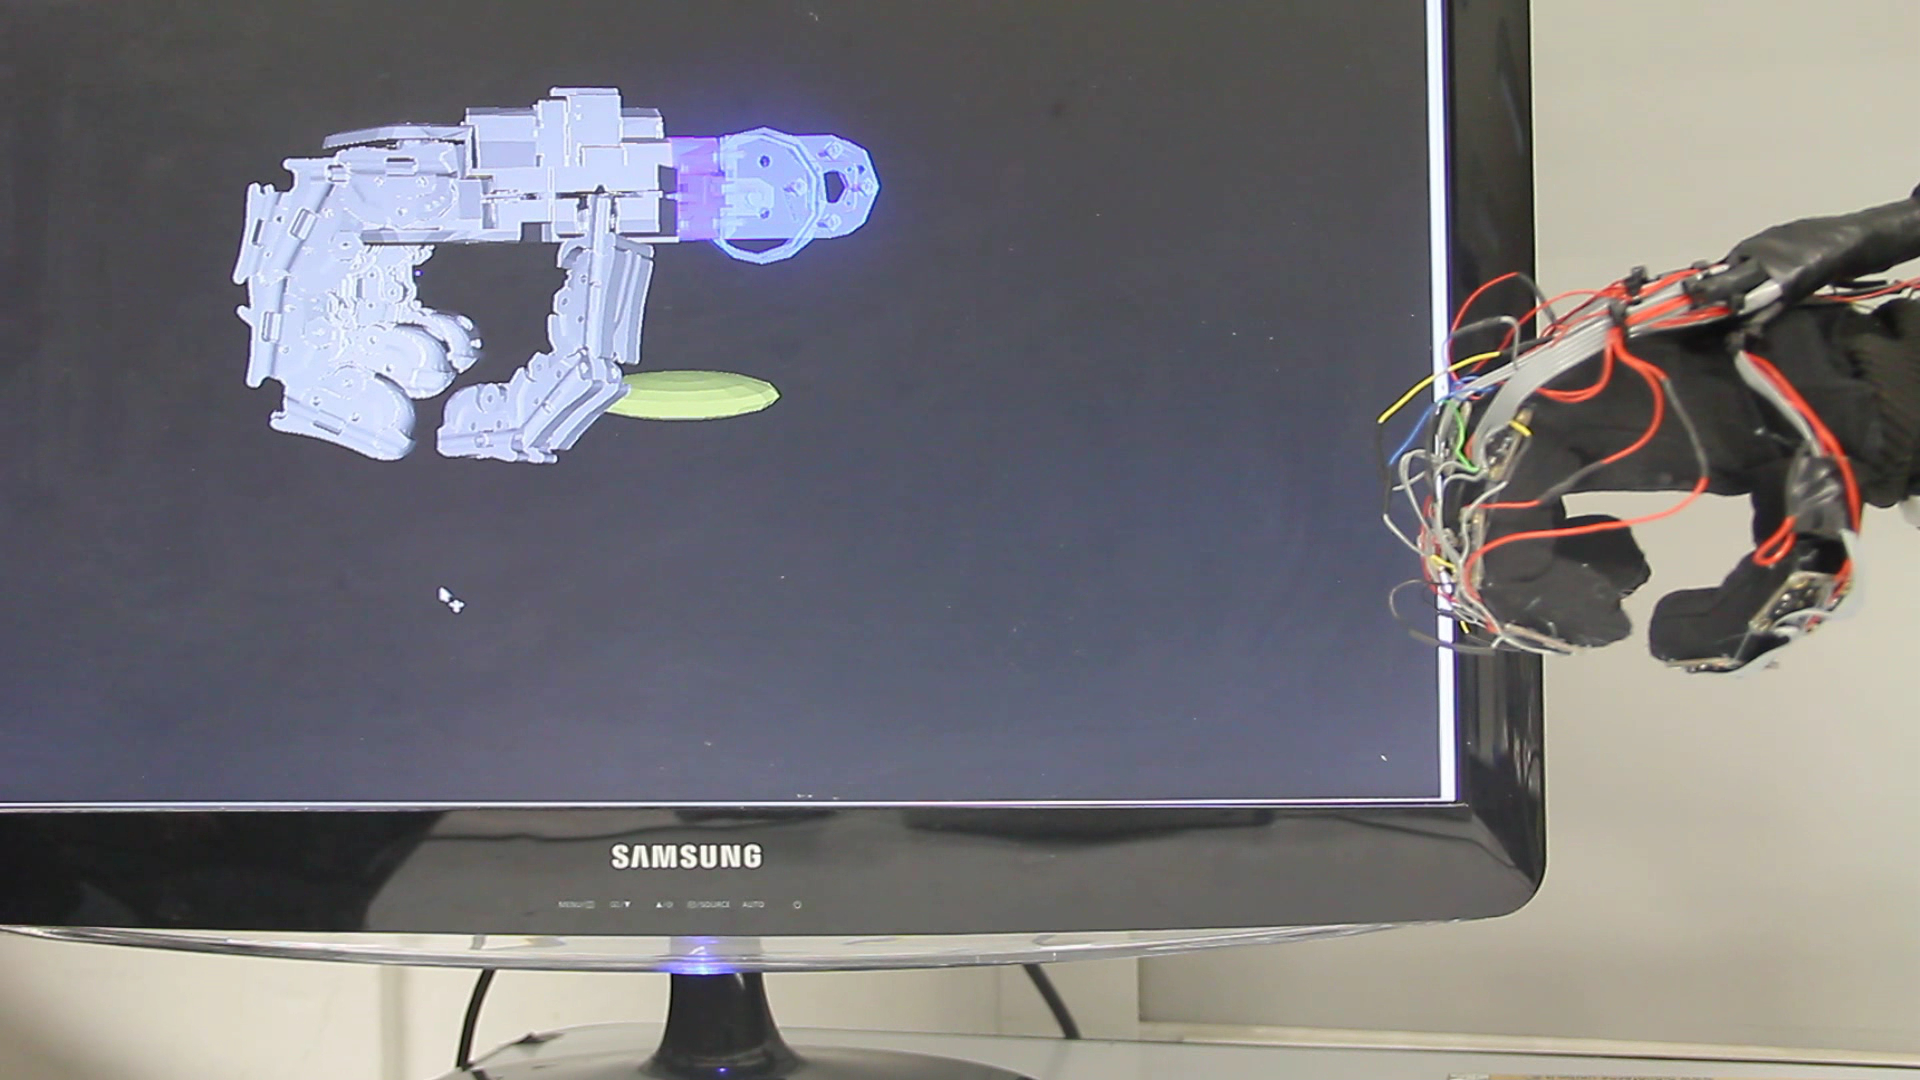 SAMSUNG
MENU/▥ ▥/▼ ▲/☼ ⊡/SOURCE AUTO ⏻